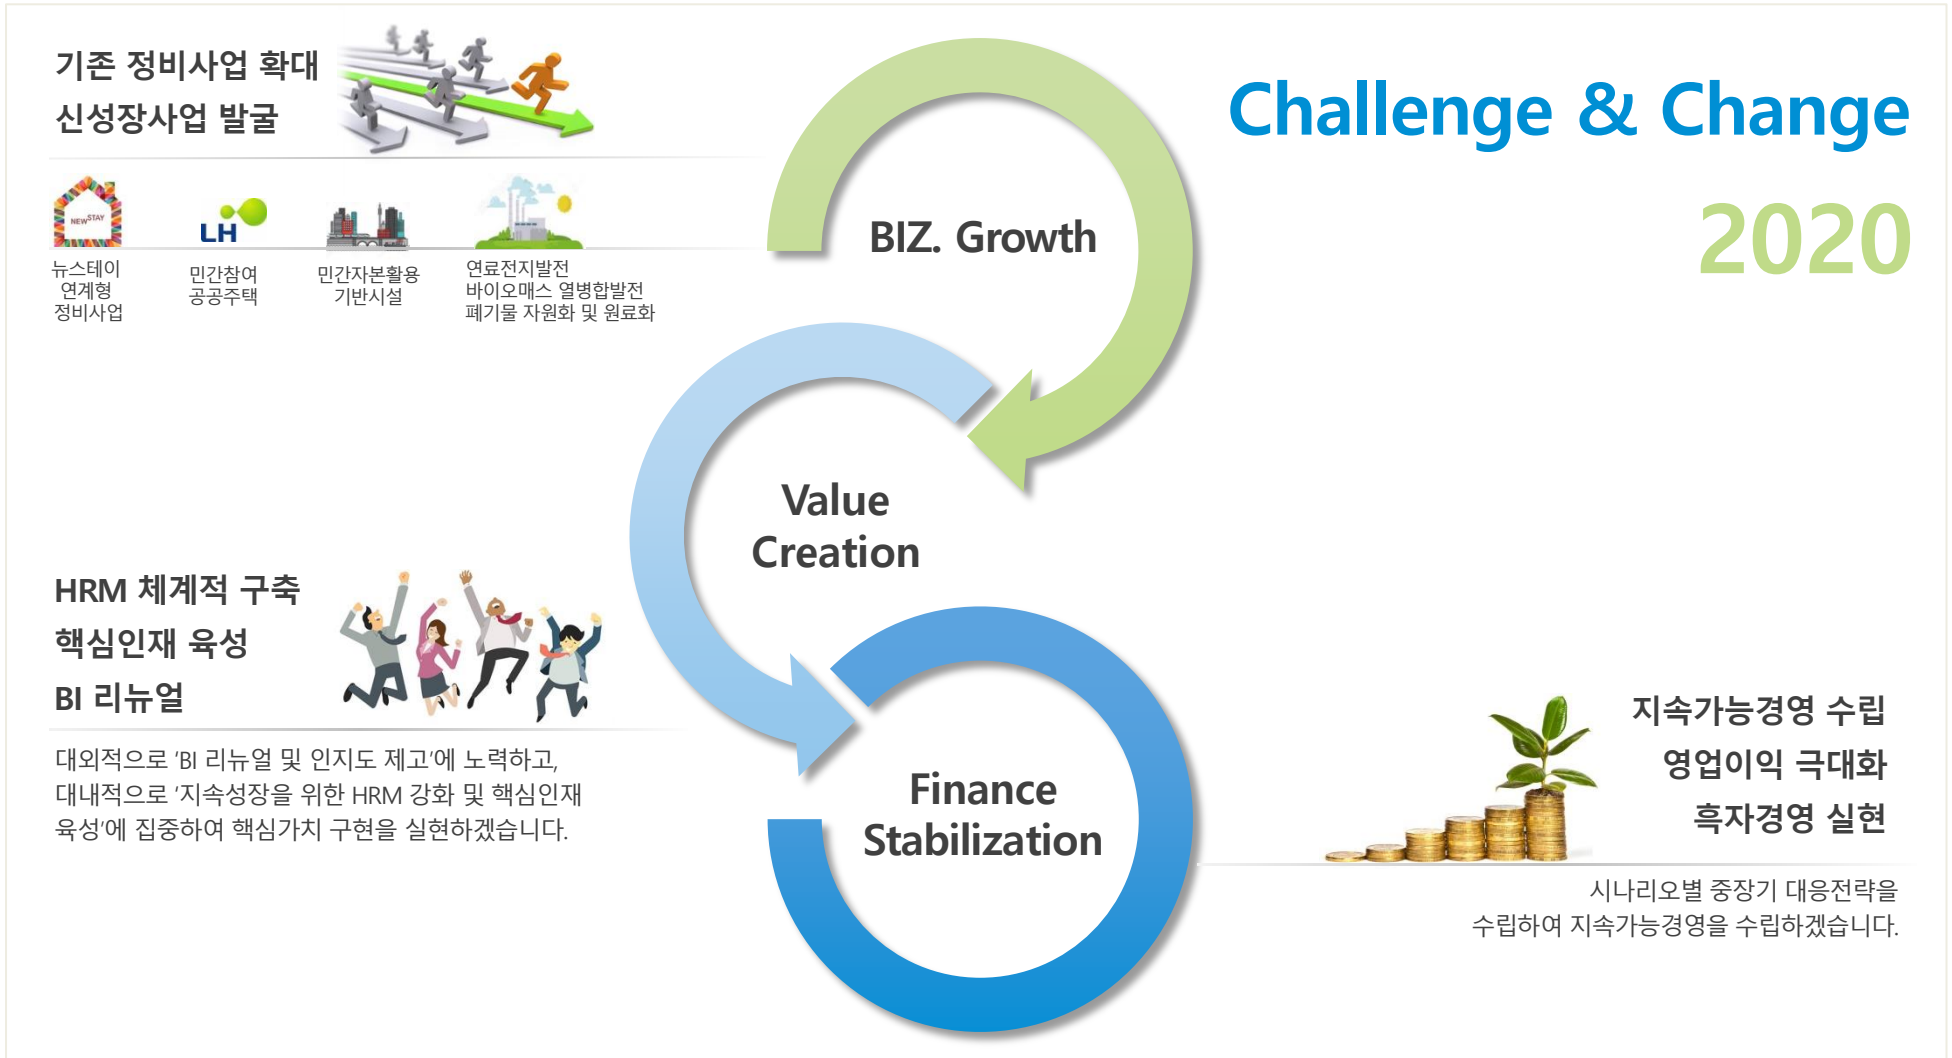 기존 정비사업 확대
신성장사업 발굴
NEW STAY
LH
뉴스테이
연계형
정비사업
민간참여
공공주택
민간자본활용
기반시설
연료전지발전
바이오매스 열병합발전
폐기물 자원화 및 원료화
Challenge & Change
2020
BIZ. Growth
Value
Creation
HRM 체계적 구축
핵심인재 육성
BI 리뉴얼
대외적으로 'BI 리뉴얼 및 인지도 제고'에 노력하고,
대내적으로 '지속성장을 위한 HRM 강화 및 핵심인재
육성'에 집중하여 핵심가치 구현을 실현하겠습니다.
Finance
Stabilization
지속가능경영 수립
영업이익 극대화
흑자경영 실현
시나리오별 중장기 대응전략을
수립하여 지속가능경영을 수립하겠습니다.